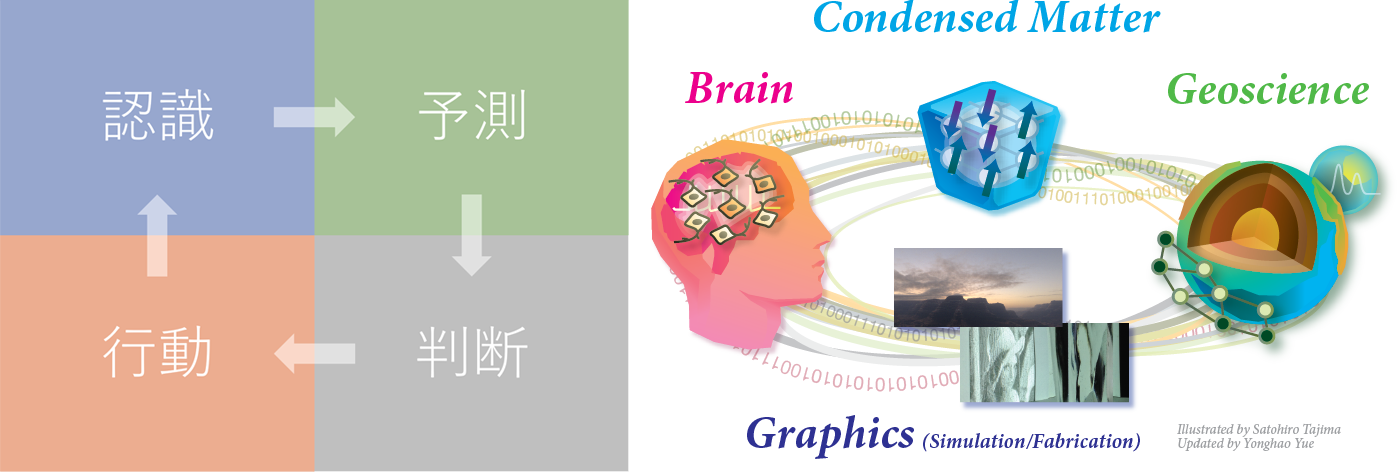 認識
予測
行動
判断
Condensed Matter
Brain
Geoscience
Graphics (Simulation/Fabrication)
Illustrated by Satohiro Tajima
Updated by Yonghao Yue